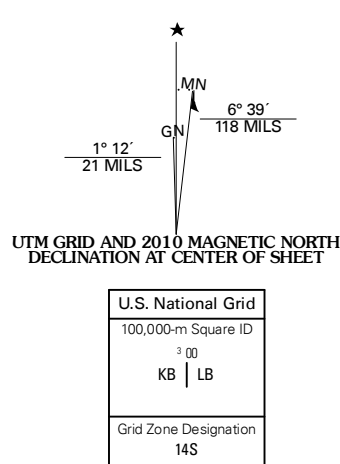 MN
GN
6° 39´
118 MILS
1° 12´
21 MILS
UTM GRID AND 2010 MAGNETIC NORTH
DECLINATION AT CENTER OF SHEET
U.S. National Grid
100,000-m Square ID
3 00
KB LB
Grid Zone Designation
14S